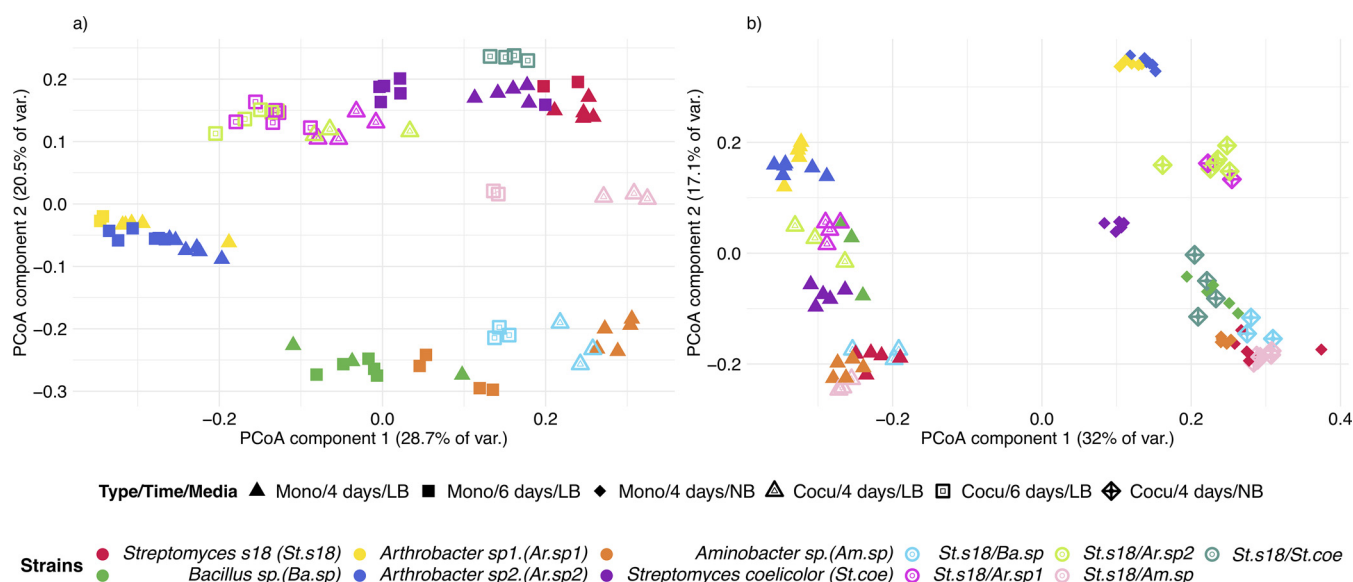 a)
b)
PCoA component 2 (20.5% of var.)
0.2
0.1
0.0
−0.1
−0.2
−0.3
−0.2
0.0
0.2
PCoA component 1 (28.7% of var.)
PCoA component 2 (17.1% of var.)
0.2
0.0
−0.2
−0.2
0.0
0.2
0.4
PCoA component 1 (32% of var.)
Type/Time/Media Mono/4 days/LB Mono/6 days/LB Mono/4 days/NB Cocu/4 days/LB Cocu/6 days/LB Cocu/4 days/NB
Strains
Streptomyces s18 (St.s18) Arthrobacter sp1.(Ar.sp1) Aminobacter sp.(Am.sp) St.s18/Ba.sp St.s18/Ar.sp2 St.s18/St.coe
Bacillus sp.(Ba.sp) Arthrobacter sp2.(Ar.sp2) Streptomyces coelicolor (St.coe) St.s18/Ar.sp1 St.s18/Am.sp